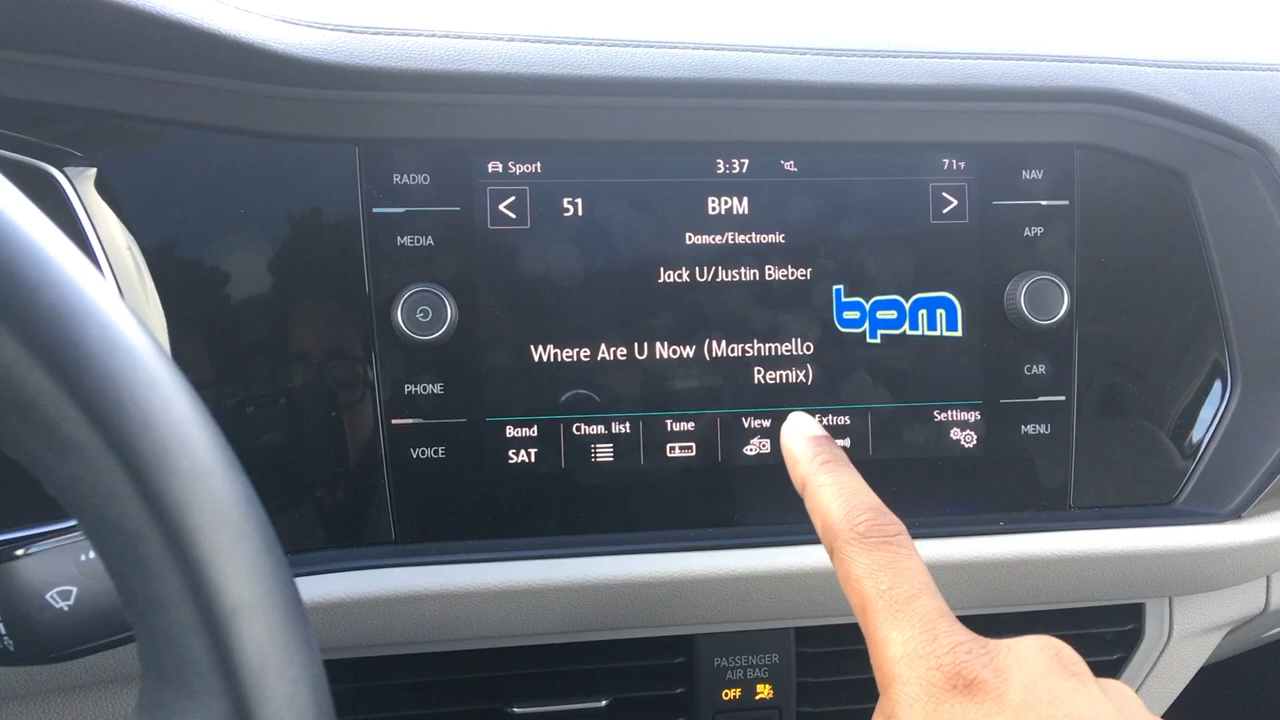 RADIO
MEDIA
PHONE
VOICE
Sport
3:37
71°F
51
BPM
Dance/Electronic
Jack U/Justin Bieber
bpm
Where Are U Now (Marshmello
Remix)
Band
SAT
Chan. list
Tune
View
Extras
Settings
NAV
APP
CAR
MENU
PASSENGER
AIR BAG
OFF